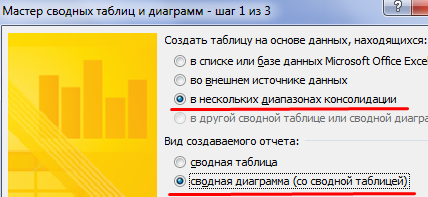 Мастер сводных таблиц и диаграмм - шаг 1 из 3
Создать таблицу на основе данных, находящихся:
в списке или базе данных Microsoft Office Exce
во внешнем источнике данных
в нескольких диапазонах консолидации
в другой сводной таблице или сводной диагра
Вид создаваемого отчета:
сводная таблица
сводная диаграмма (со сводной таблицей)